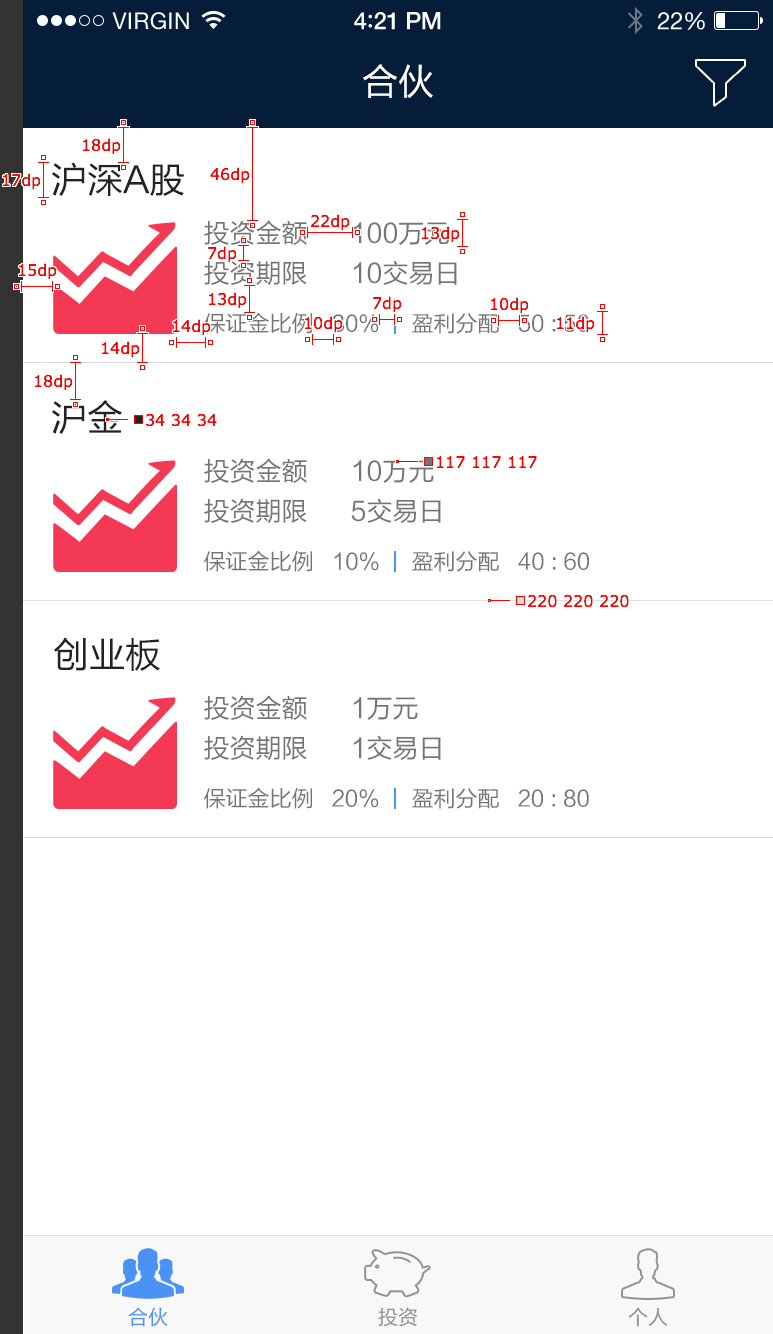 VIRGIN 4:21 PM 22%
合伙
18dp
17dp 沪深A股 46dp
投资金额 22dp 100万元 13dp
7dp
投资期限 10交易日
15dp
13dp 7dp 10dp
保证金比例 30% 盈利分配 50 : 50
14dp 10dp 11dp
14dp
18dp
沪金 34 34 34
投资金额 10万元 117 117 117
投资期限 5交易日
保证金比例 10% 盈利分配 40 : 60
220 220 220
创业板
投资金额 1万元
投资期限 1交易日
保证金比例 20% 盈利分配 20 : 80
合伙 投资 个人